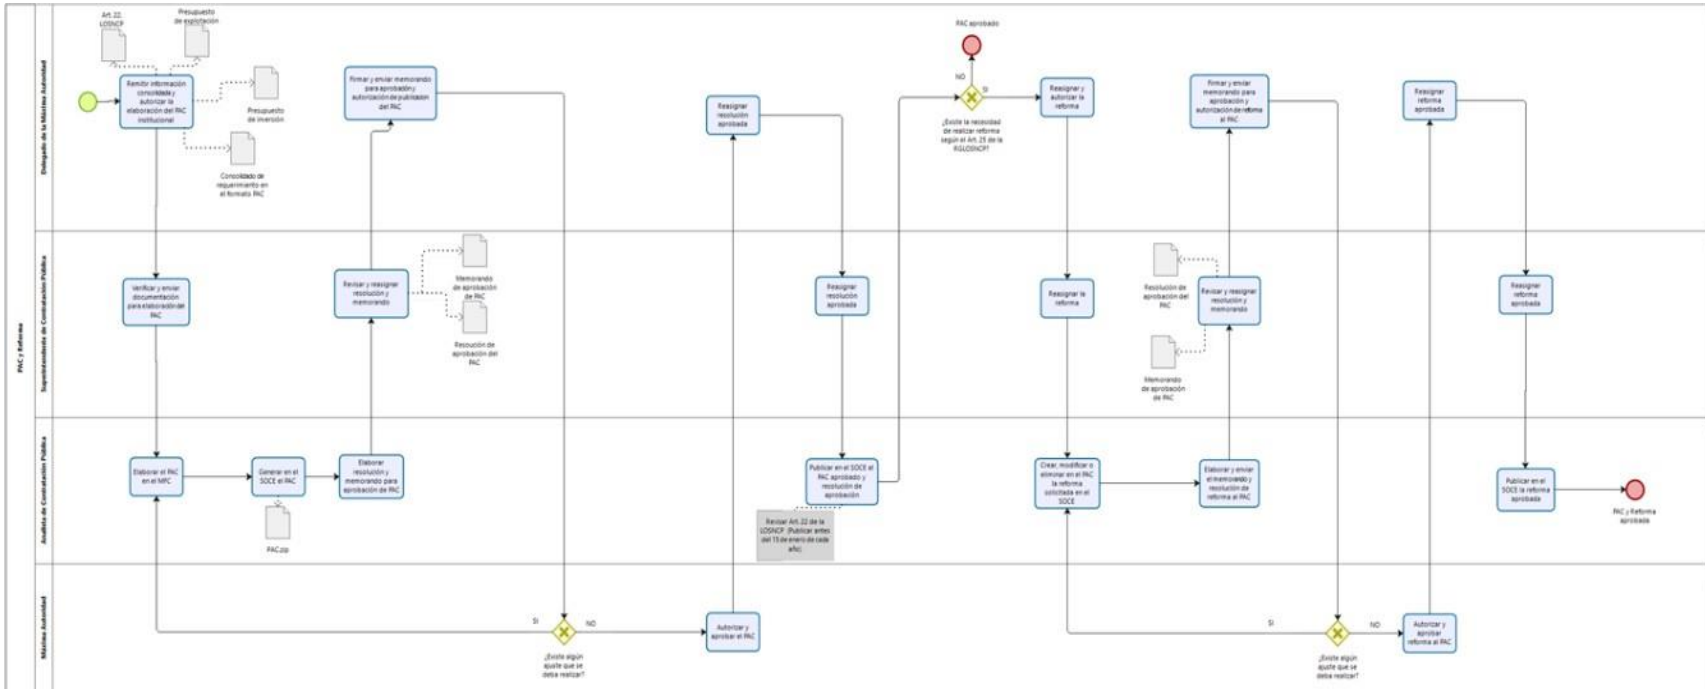 PAC y Reforma
Delegado de la Máxima Autoridad
Art. 22.
LOSNCP
Presupuesto
de explotación
Remitir información
consolidada y
autorizar la
elaboración del PAC
institucional
Presupuesto
de inversión
Consolidado de
requerimiento en
el formato PAC
Firmar y enviar memorando
para aprobación y
autorización de publicación
del PAC
Reasignar
resolución
aprobada
PAC aprobado
NO
SI
¿Existe la necesidad
de realizar reforma
según el Art. 25 de la
RGLOSNCP?
Reasignar y
autorizar la
reforma
Firmar y enviar
memorando para
aprobación y
autorización de reforma
al PAC
Reasignar
reforma
aprobada
Superintendente de Contratación Pública
Verificar y enviar
documentación
para elaboración del
PAC
Revisar y reasignar
resolución y
memorando
Memorando
de aprobación
de PAC
Resoución de
aprobación del
PAC
Reasignar
resolución
aprobada
Reasignar la
reforma
Resolución de
aprobación del
PAC
Revisar y reasignar
resolución y
memorando
Memorando
de aprobación
de PAC
Reasignar
reforma
aprobada
Analista de Contratación Pública
Elaborar el PAC
en el MFC
Generar en el
SOCE el PAC
PAC.zip
Elaborar
resolución y
memorando para
aprobación de PAC
Publicar en el SOCE el
PAC aprobado y
resolución de
aprobación
Revisar Art. 22 de la
LOSNCP (Publicar antes
del 15 de enero de cada
año)
Crear, modificar o
eliminar en el PAC
la reforma
solicitada en el
SOCE
Elaborar y enviar
el memorando y
resolución de
reforma al PAC
Publicar en el
SOCE la reforma
aprobada
PAC y Reforma
aprobada
Máxima Autoridad
SI
NO
¿Existe algún
ajuste que se
deba realizar?
Autorizar y
aprobar el PAC
SI
NO
¿Existe algún
ajuste que se
deba realizar?
Autorizar y
aprobar
reforma al PAC